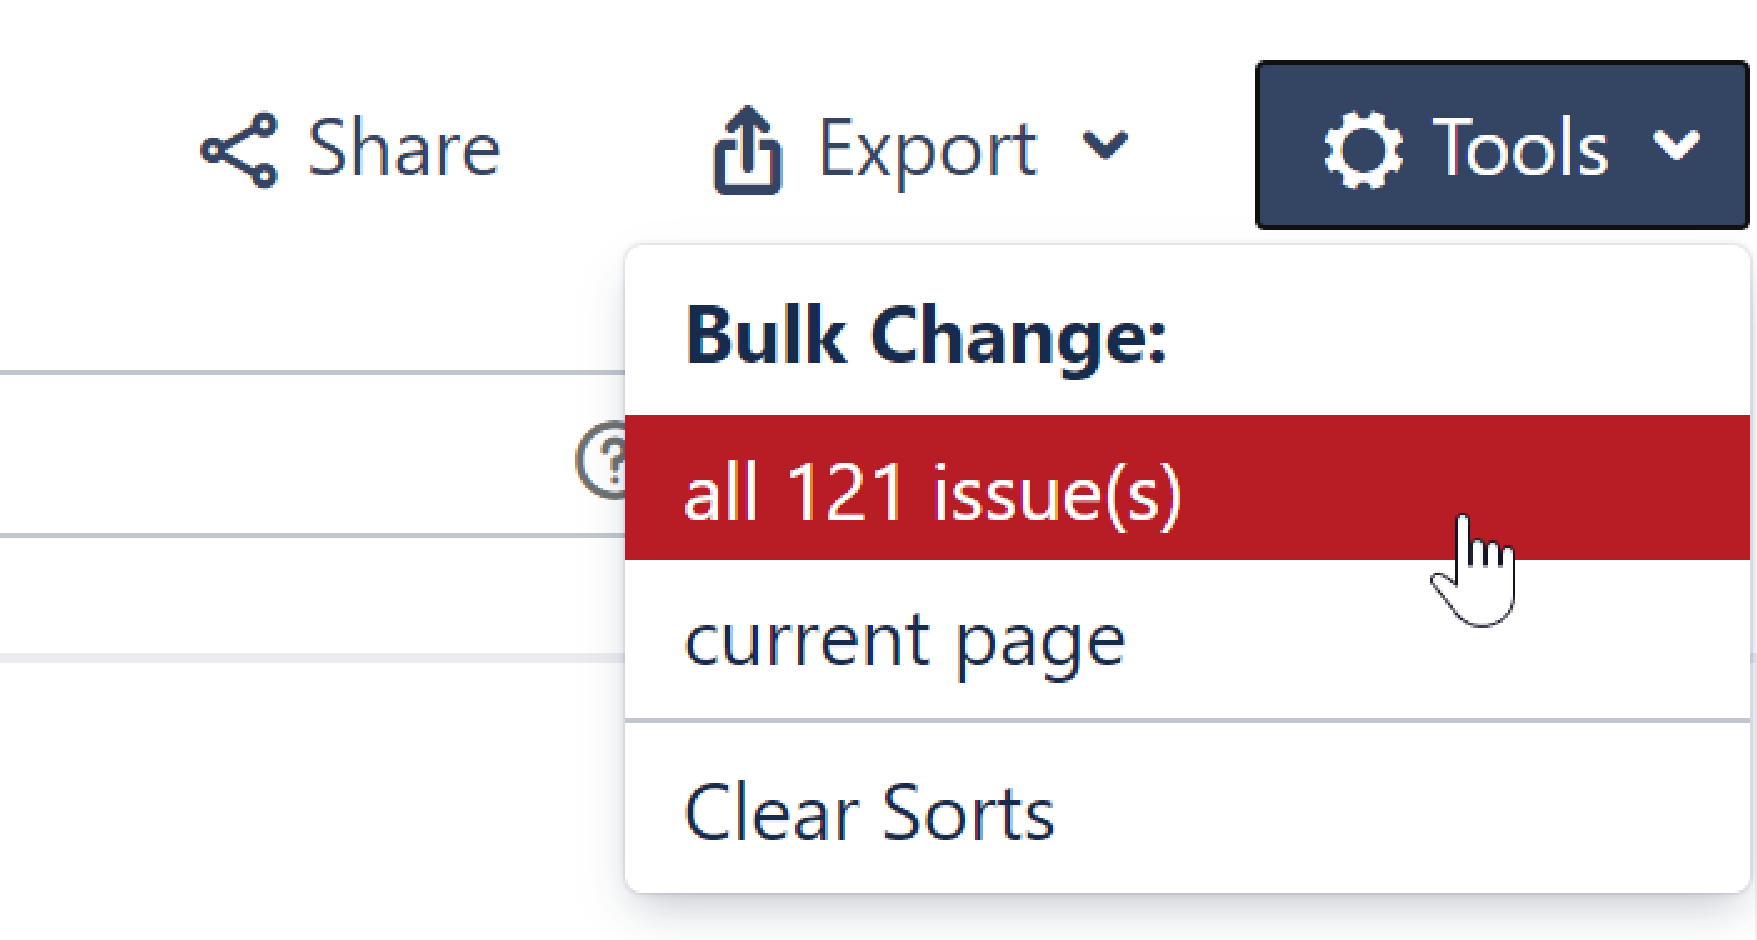 Share Export Tools
Bulk Change:
all 121 issue(s)
current page
Clear Sorts